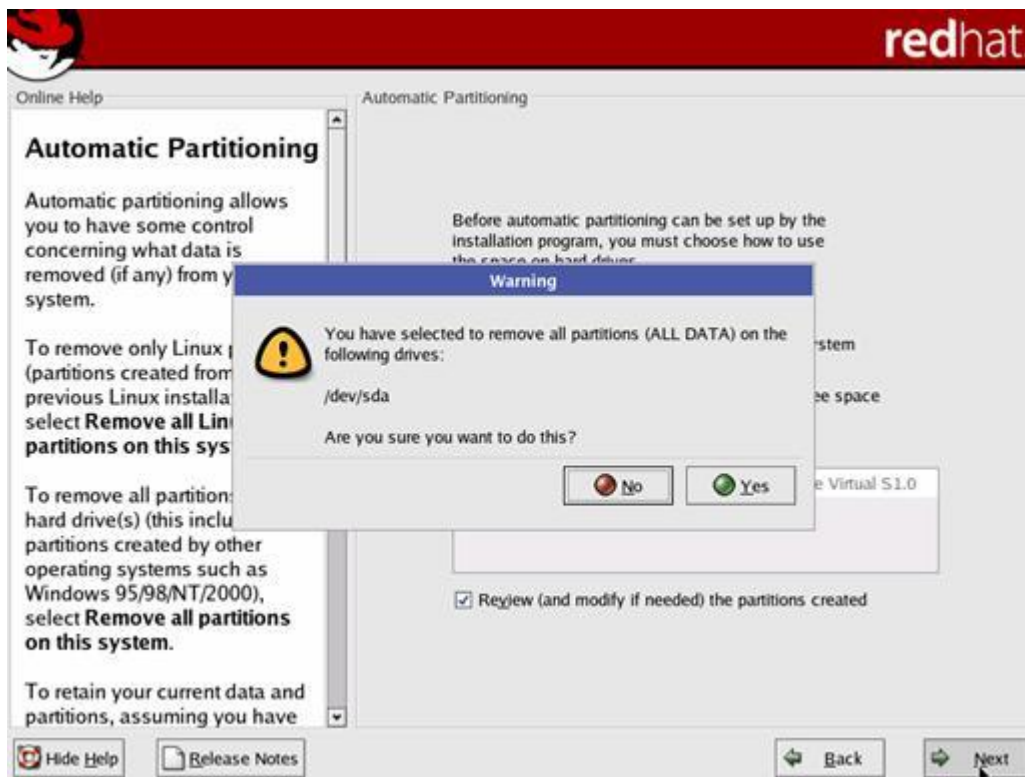 redhat
Online Help
Automatic Partitioning
Automatic partitioning allows
you to have some control
concerning what data is
removed (if any) from y
system.
To remove only Linux
(partitions created from
previous Linux installa
select Remove all Lin
partitions on this sys
To remove all partition
hard drive(s) (this inclu
partitions created by other
operating systems such as
Windows 95/98/NT/2000),
select Remove all partitions
on this system.
To retain your current data and
partitions, assuming you have
Automatic Partitioning
Before automatic partitioning can be set up by the
installation program, you must choose how to use
the space on hard drives
stem
ee space
e Virtual S1.0
Review (and modify if needed) the partitions created
Warning
You have selected to remove all partitions (ALL DATA) on the
following drives:
/dev/sda
Are you sure you want to do this?
No
Yes
Hide Help
Release Notes
Back
Next